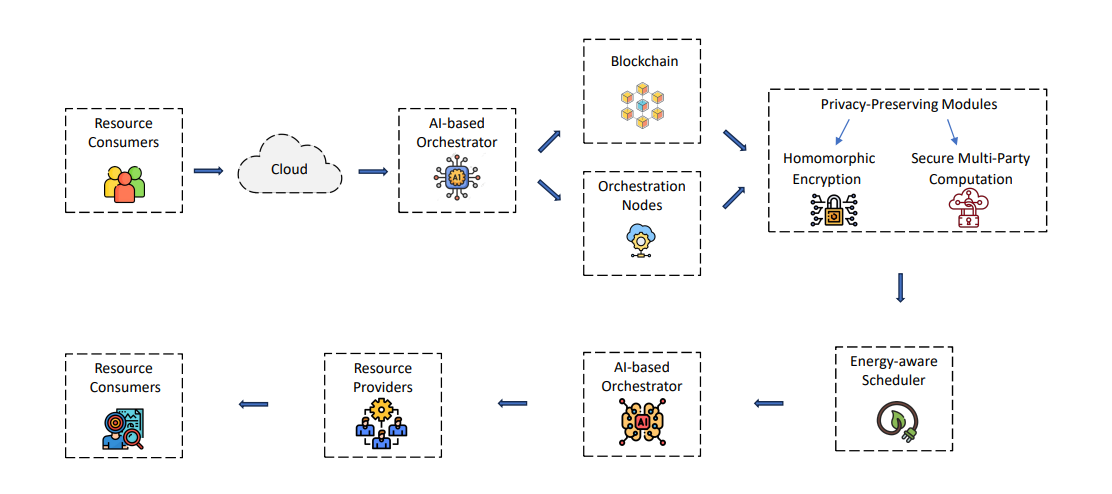 Resource
Consumers
Cloud
AI-based
Orchestrator
AI
Blockchain
Orchestration
Nodes
Privacy-Preserving Modules
Homomorphic
Encryption
Secure Multi-Party
Computation
Resource
Consumers
Resource
Providers
AI-based
Orchestrator
AI
Energy-aware
Scheduler